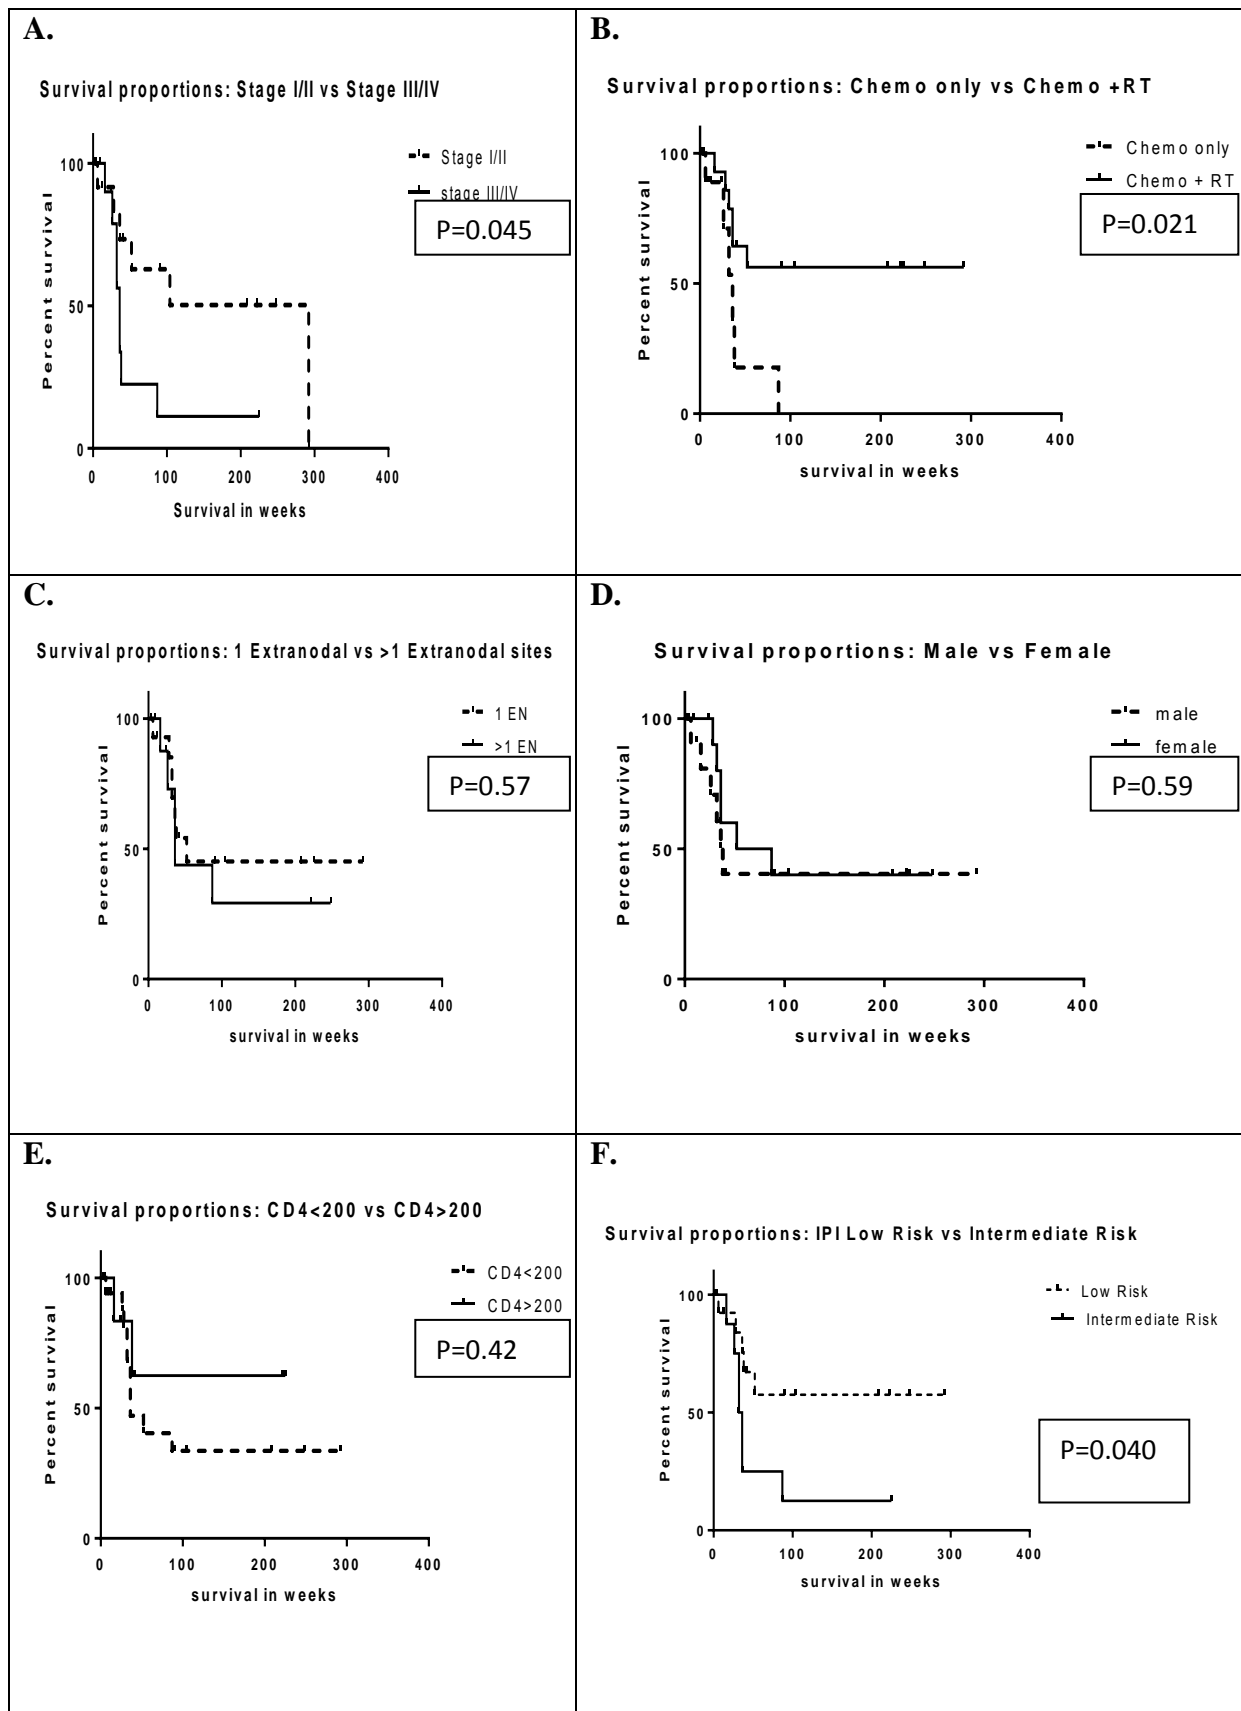 A.
Survival proportions: Stage I/II vs Stage III/IV
Stage I/II
stage III/IV
P=0.045
Percent survival
100
50
0
0 100 200 300 400
Survival in weeks
B.
Survival proportions: Chemo only vs Chemo +RT
Chemo only
Chemo + RT
P=0.021
Percent survival
100
50
0
0 100 200 300 400
survival in weeks
C.
Survival proportions: 1 Extranodal vs >1 Extranodal sites
1 EN
>1 EN
P=0.57
Percent survival
100
50
0
0 100 200 300 400
survival in weeks
D.
Survival proportions: Male vs Female
male
female
P=0.59
Percent survival
100
50
0
0 100 200 300 400
survival in weeks
E.
Survival proportions: CD4<200 vs CD4>200
CD4<200
CD4>200
P=0.42
Percent survival
100
50
0
0 100 200 300 400
survival in weeks
F.
Survival proportions: IPI Low Risk vs Intermediate Risk
Low Risk
Intermediate Risk
P=0.040
Percent survival
100
50
0
0 100 200 300 400
survival in weeks